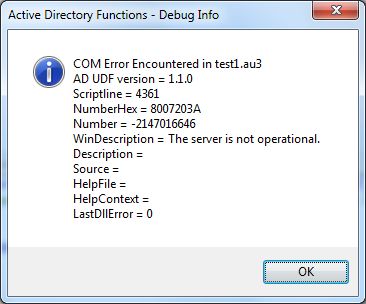 Active Directory Functions - Debug Info
COM Error Encountered in test1.au3
AD UDF version = 1.1.0
Scriptline = 4361
NumberHex = 8007203A
Number = -2147016646
WinDescription = The server is not operational.
Description =
Source =
HelpFile =
HelpContext =
LastDllError = 0
OK